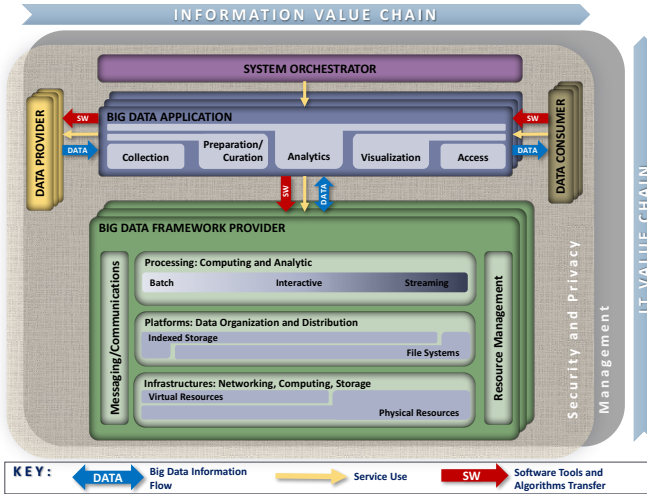 INFORMATION VALUE CHAIN
SYSTEM ORCHESTRATOR
DATA PROVIDER
SW
DATA
BIG DATA APPLICATION
Collection
Preparation/
Curation
Analytics
Visualization
Access
SW
DATA
DATA CONSUMER
SW
DATA
BIG DATA FRAMEWORK PROVIDER
Messaging/Communications
Processing: Computing and Analytic
Batch Interactive Streaming
Platforms: Data Organization and Distribution
Indexed Storage
File Systems
Infrastructures: Networking, Computing, Storage
Virtual Resources
Physical Resources
Resource Management
Security and Privacy
Management
IT VALUE CHAIN
KEY:
DATA
Big Data Information
Flow
Service Use
SW
Software Tools and
Algorithms Transfer